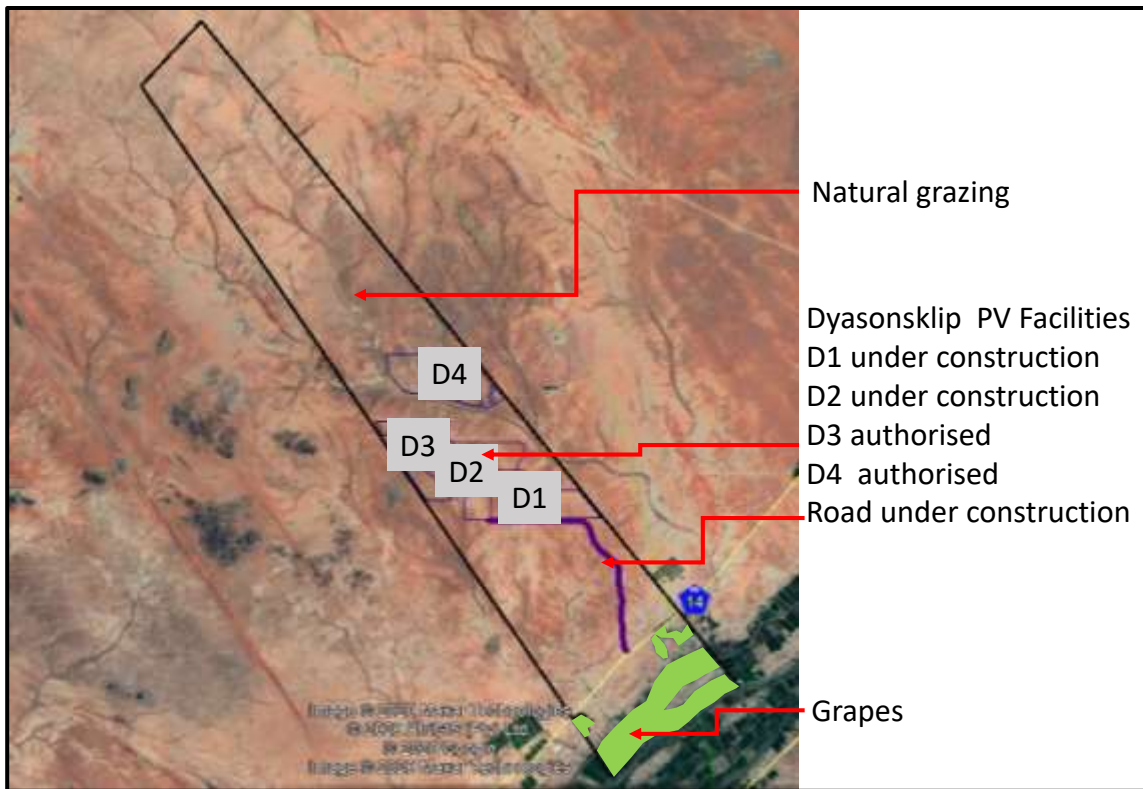 Natural grazing
Dyasonsklip PV Facilities
D1 under construction
D2 under construction
D3 authorised
D4 authorised
Road under construction
Grapes
D4
D3
D2
D1
14